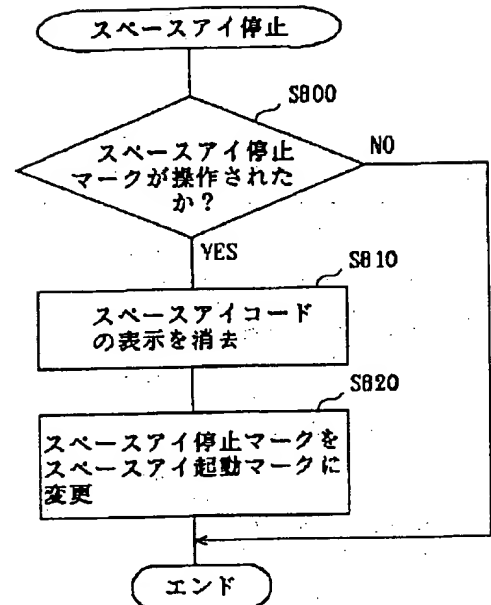 スペースアイ停止
S800
スペースアイ停止
マークが操作された
か?
NO
YES
S810
スペースアイコード
の表示を消去
S820
スペースアイ停止マークを
スペースアイ起動マークに
変更
エンド